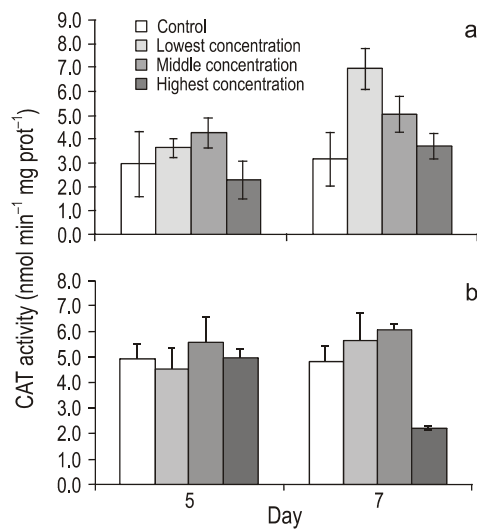 CAT activity (nmol min⁻¹ mg prot⁻¹)
a
Control
Lowest concentration
Middle concentration
Highest concentration
9.0
8.0
7.0
6.0
5.0
4.0
3.0
2.0
1.0
0.0
b
8.0
7.0
6.0
5.0
4.0
3.0
2.0
1.0
0.0
5
7
Day